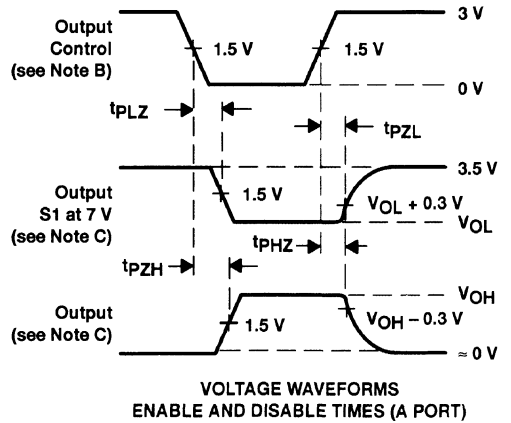 Output
Control
(see Note B)
1.5 V
1.5 V
3 V
0 V
tPLZ
tPZL
Output
S1 at 7 V
(see Note C)
1.5 V
3.5 V
VOL + 0.3 V
VOL
tPHZ
tPZH
Output
(see Note C)
1.5 V
VOH
VOH – 0.3 V
≈ 0 V
VOLTAGE WAVEFORMS
ENABLE AND DISABLE TIMES (A PORT)